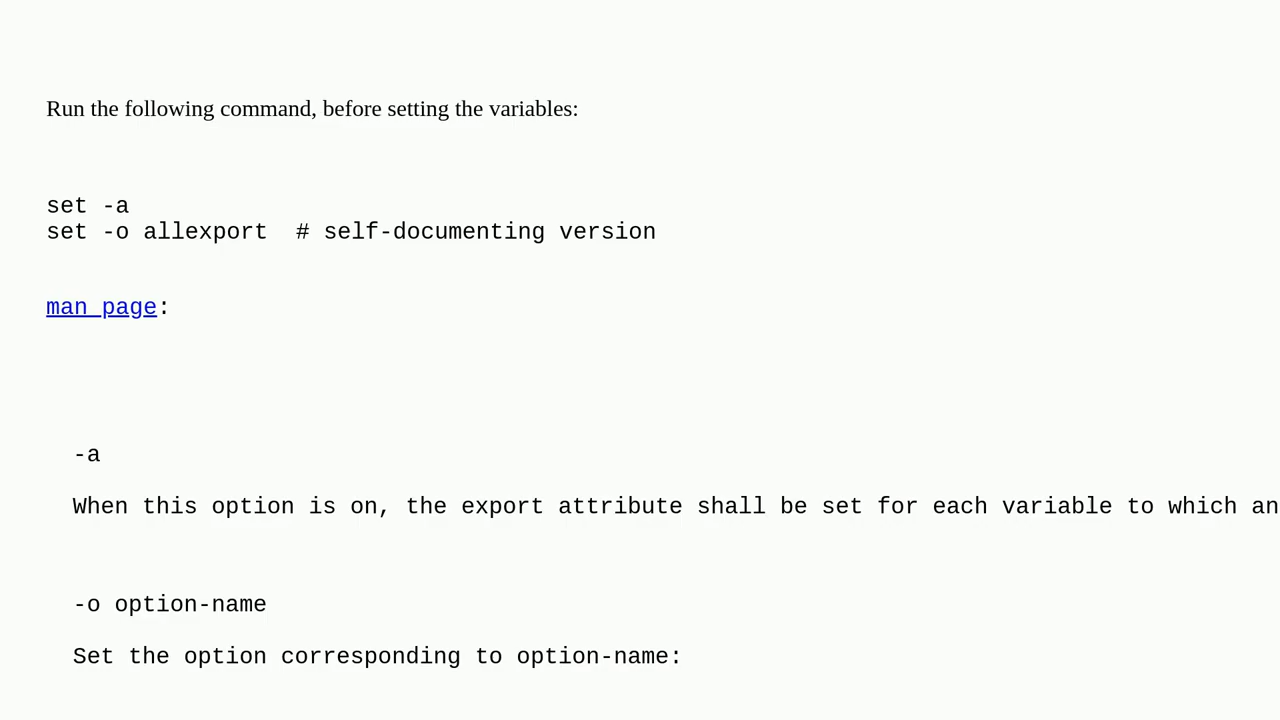 Run the following command, before setting the variables:
set -a
set -o allexport  # self-documenting version
man page:
-a
When this option is on, the export attribute shall be set for each variable to which an
-o option-name
Set the option corresponding to option-name: